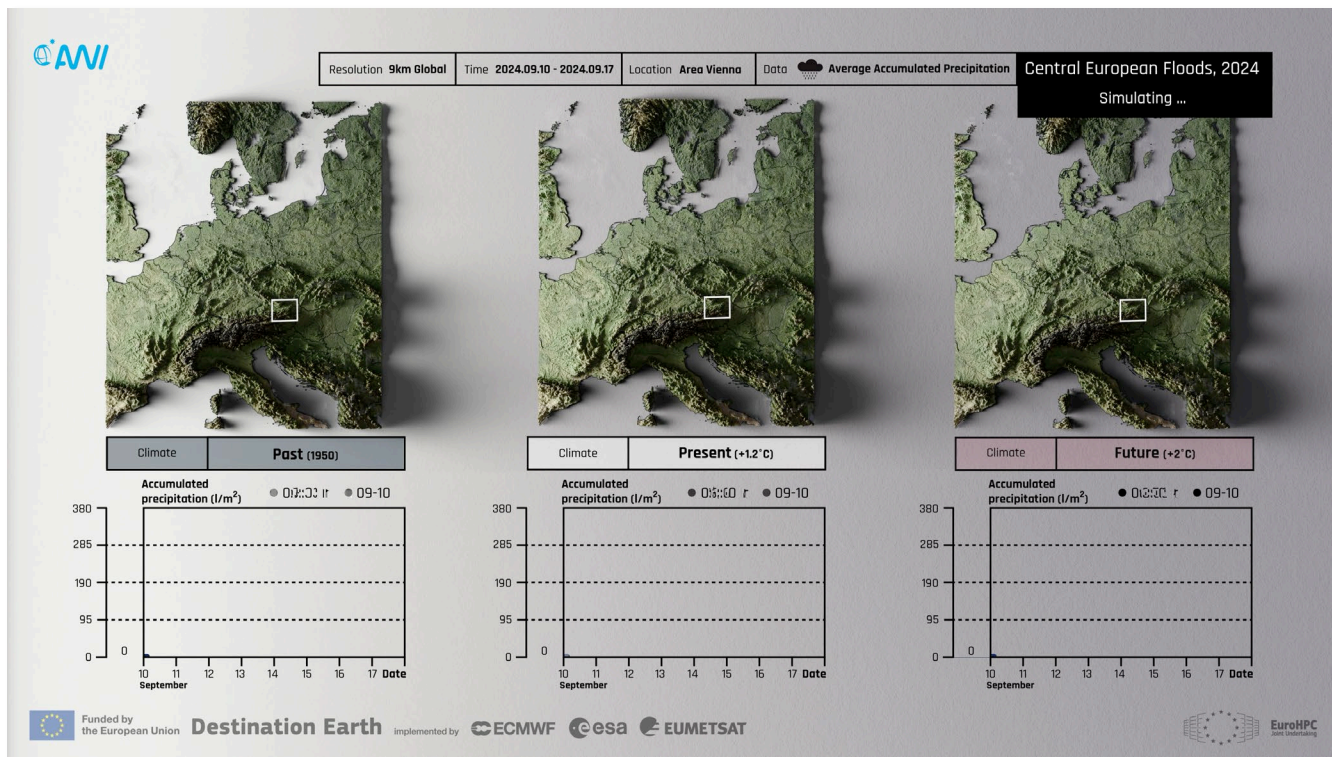 AWI
Resolution 9km Global
Time 2024.09.10 - 2024.09.17
Location Area Vienna
Data Average Accumulated Precipitation
Central European Floods, 2024
Simulating ...
Climate Past (1950)
Climate Present (+1.2°C)
Climate Future (+2°C)
Accumulated
precipitation (l/m²)
09-10
380
285
190
95
0
0
10 11 12 13 14 15 16 17 Date
September
Accumulated
precipitation (l/m²)
09-10
380
285
190
95
0
0
10 11 12 13 14 15 16 17 Date
September
Accumulated
precipitation (l/m²)
09-10
380
285
190
95
0
0
10 11 12 13 14 15 16 17 Date
September
Funded by
the European Union
Destination Earth
implemented by
ECMWF
esa
EUMETSAT
EuroHPC
Joint Undertaking